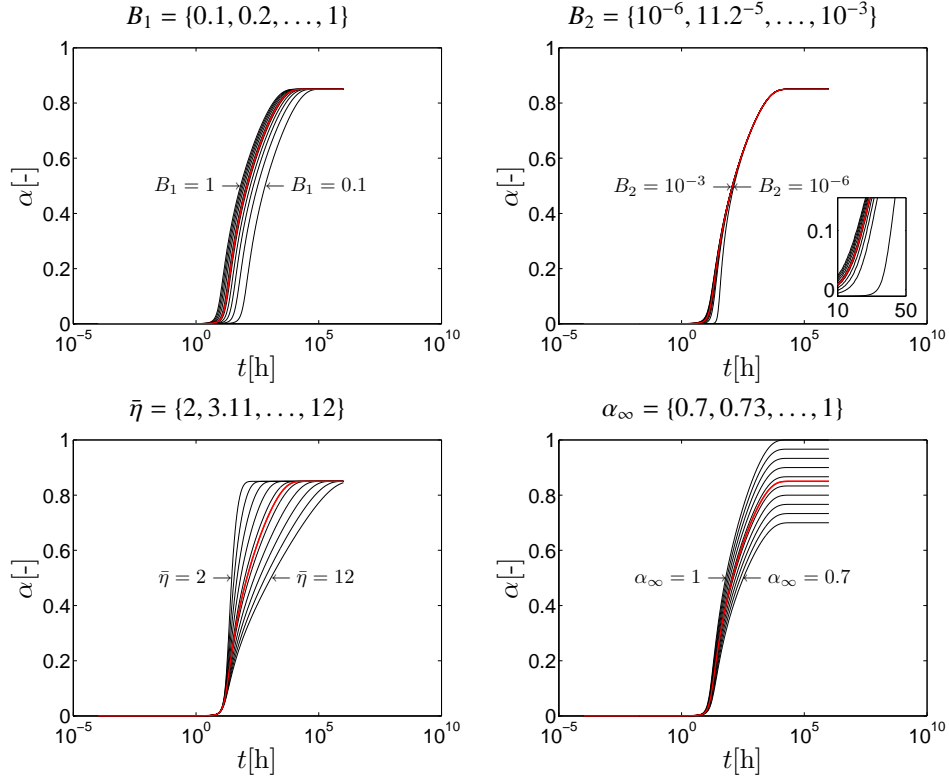 B₁ = {0.1, 0.2, . . . , 1}
1
0.8
0.6
0.4
0.2
0
α[-]
B₁ = 1
B₁ = 0.1
10⁻⁵ 10⁰ 10⁵ 10¹⁰
t[h]
B₂ = {10⁻⁶, 11.2⁻⁵, . . . , 10⁻³}
1
0.8
0.6
0.4
0.2
0
α[-]
B₂ = 10⁻³
B₂ = 10⁻⁶
0.1
0
10 50
10⁻⁵ 10⁰ 10⁵ 10¹⁰
t[h]
η̄ = {2, 3.11, . . . , 12}
1
0.8
0.6
0.4
0.2
0
α[-]
η̄ = 2
η̄ = 12
10⁻⁵ 10⁰ 10⁵ 10¹⁰
t[h]
α∞ = {0.7, 0.73, . . . , 1}
1
0.8
0.6
0.4
0.2
0
α[-]
α∞ = 1
α∞ = 0.7
10⁻⁵ 10⁰ 10⁵ 10¹⁰
t[h]